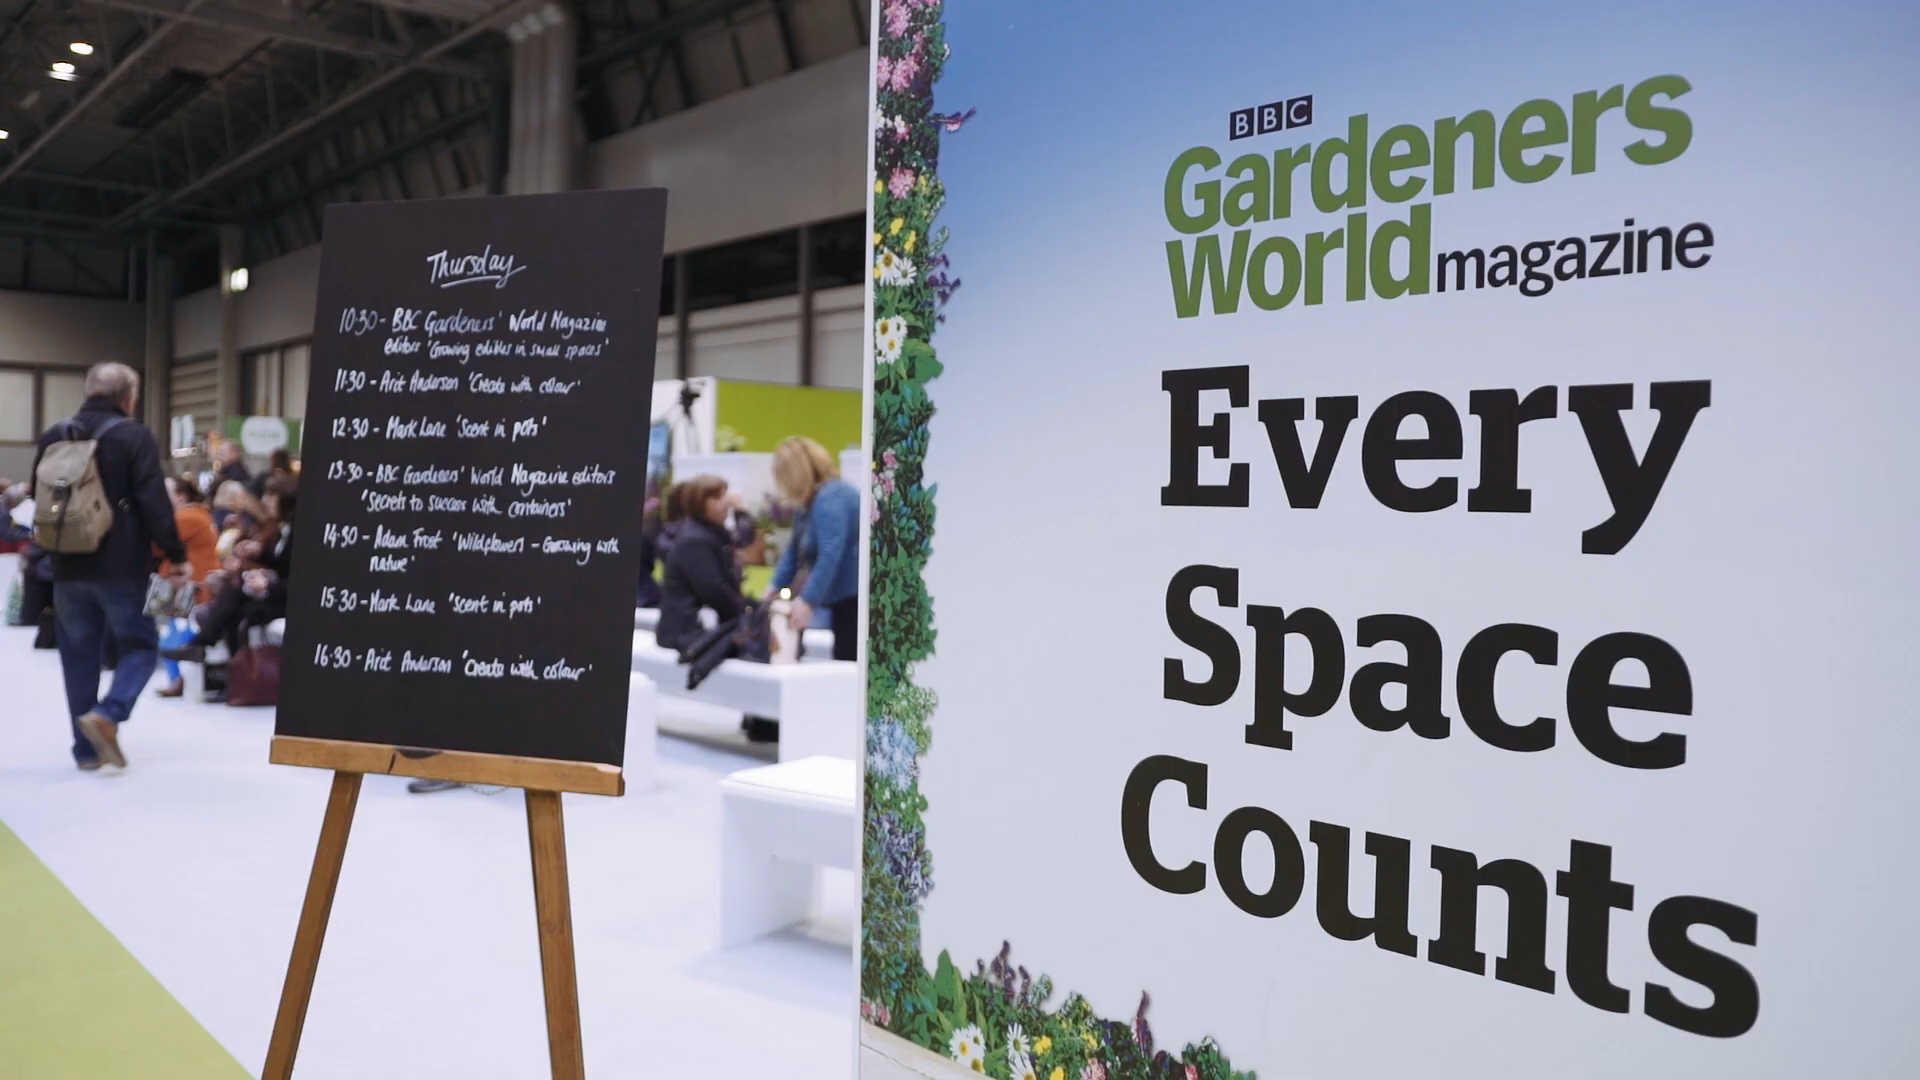 Thursday
10:30 - BBC Gardeners' World Magazine
editors 'Growing edibles in small spaces'
11:30 - Arit Anderson 'Create with colour'
12:30 - Mark Lane 'Scent in pots'
13:30 - BBC Gardeners' World Magazine editors
'Secrets to success with containers'
14:30 - Adam Frost 'Wildflowers - Growing with
nature'
15:30 - Mark Lane 'Scent in pots'
16:30 - Arit Anderson 'Create with colour'
BBC
Gardeners
World magazine
Every
Space
Counts